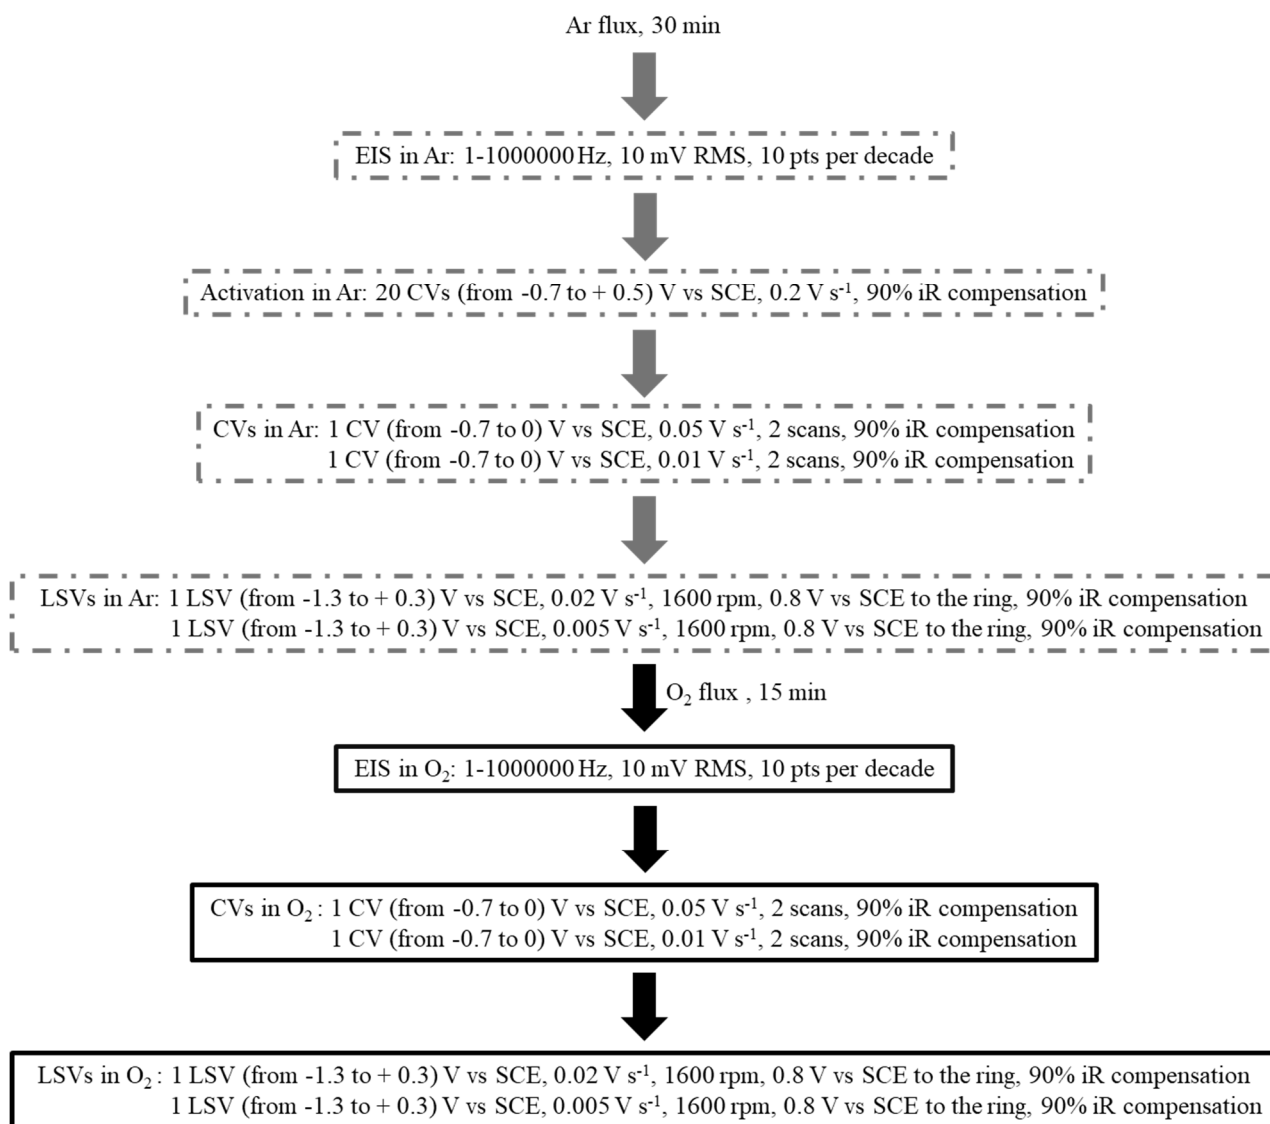 Ar flux, 30 min
EIS in Ar: 1-1000000 Hz, 10 mV RMS, 10 pts per decade
Activation in Ar: 20 CVs (from -0.7 to + 0.5) V vs SCE, 0.2 V s⁻¹, 90% iR compensation
CVs in Ar: 1 CV (from -0.7 to 0) V vs SCE, 0.05 V s⁻¹, 2 scans, 90% iR compensation
1 CV (from -0.7 to 0) V vs SCE, 0.01 V s⁻¹, 2 scans, 90% iR compensation
LSVs in Ar: 1 LSV (from -1.3 to + 0.3) V vs SCE, 0.02 V s⁻¹, 1600 rpm, 0.8 V vs SCE to the ring, 90% iR compensation
1 LSV (from -1.3 to + 0.3) V vs SCE, 0.005 V s⁻¹, 1600 rpm, 0.8 V vs SCE to the ring, 90% iR compensation
O₂ flux , 15 min
EIS in O₂: 1-1000000 Hz, 10 mV RMS, 10 pts per decade
CVs in O₂ : 1 CV (from -0.7 to 0) V vs SCE, 0.05 V s⁻¹, 2 scans, 90% iR compensation
1 CV (from -0.7 to 0) V vs SCE, 0.01 V s⁻¹, 2 scans, 90% iR compensation
LSVs in O₂ : 1 LSV (from -1.3 to + 0.3) V vs SCE, 0.02 V s⁻¹, 1600 rpm, 0.8 V vs SCE to the ring, 90% iR compensation
1 LSV (from -1.3 to + 0.3) V vs SCE, 0.005 V s⁻¹, 1600 rpm, 0.8 V vs SCE to the ring, 90% iR compensation